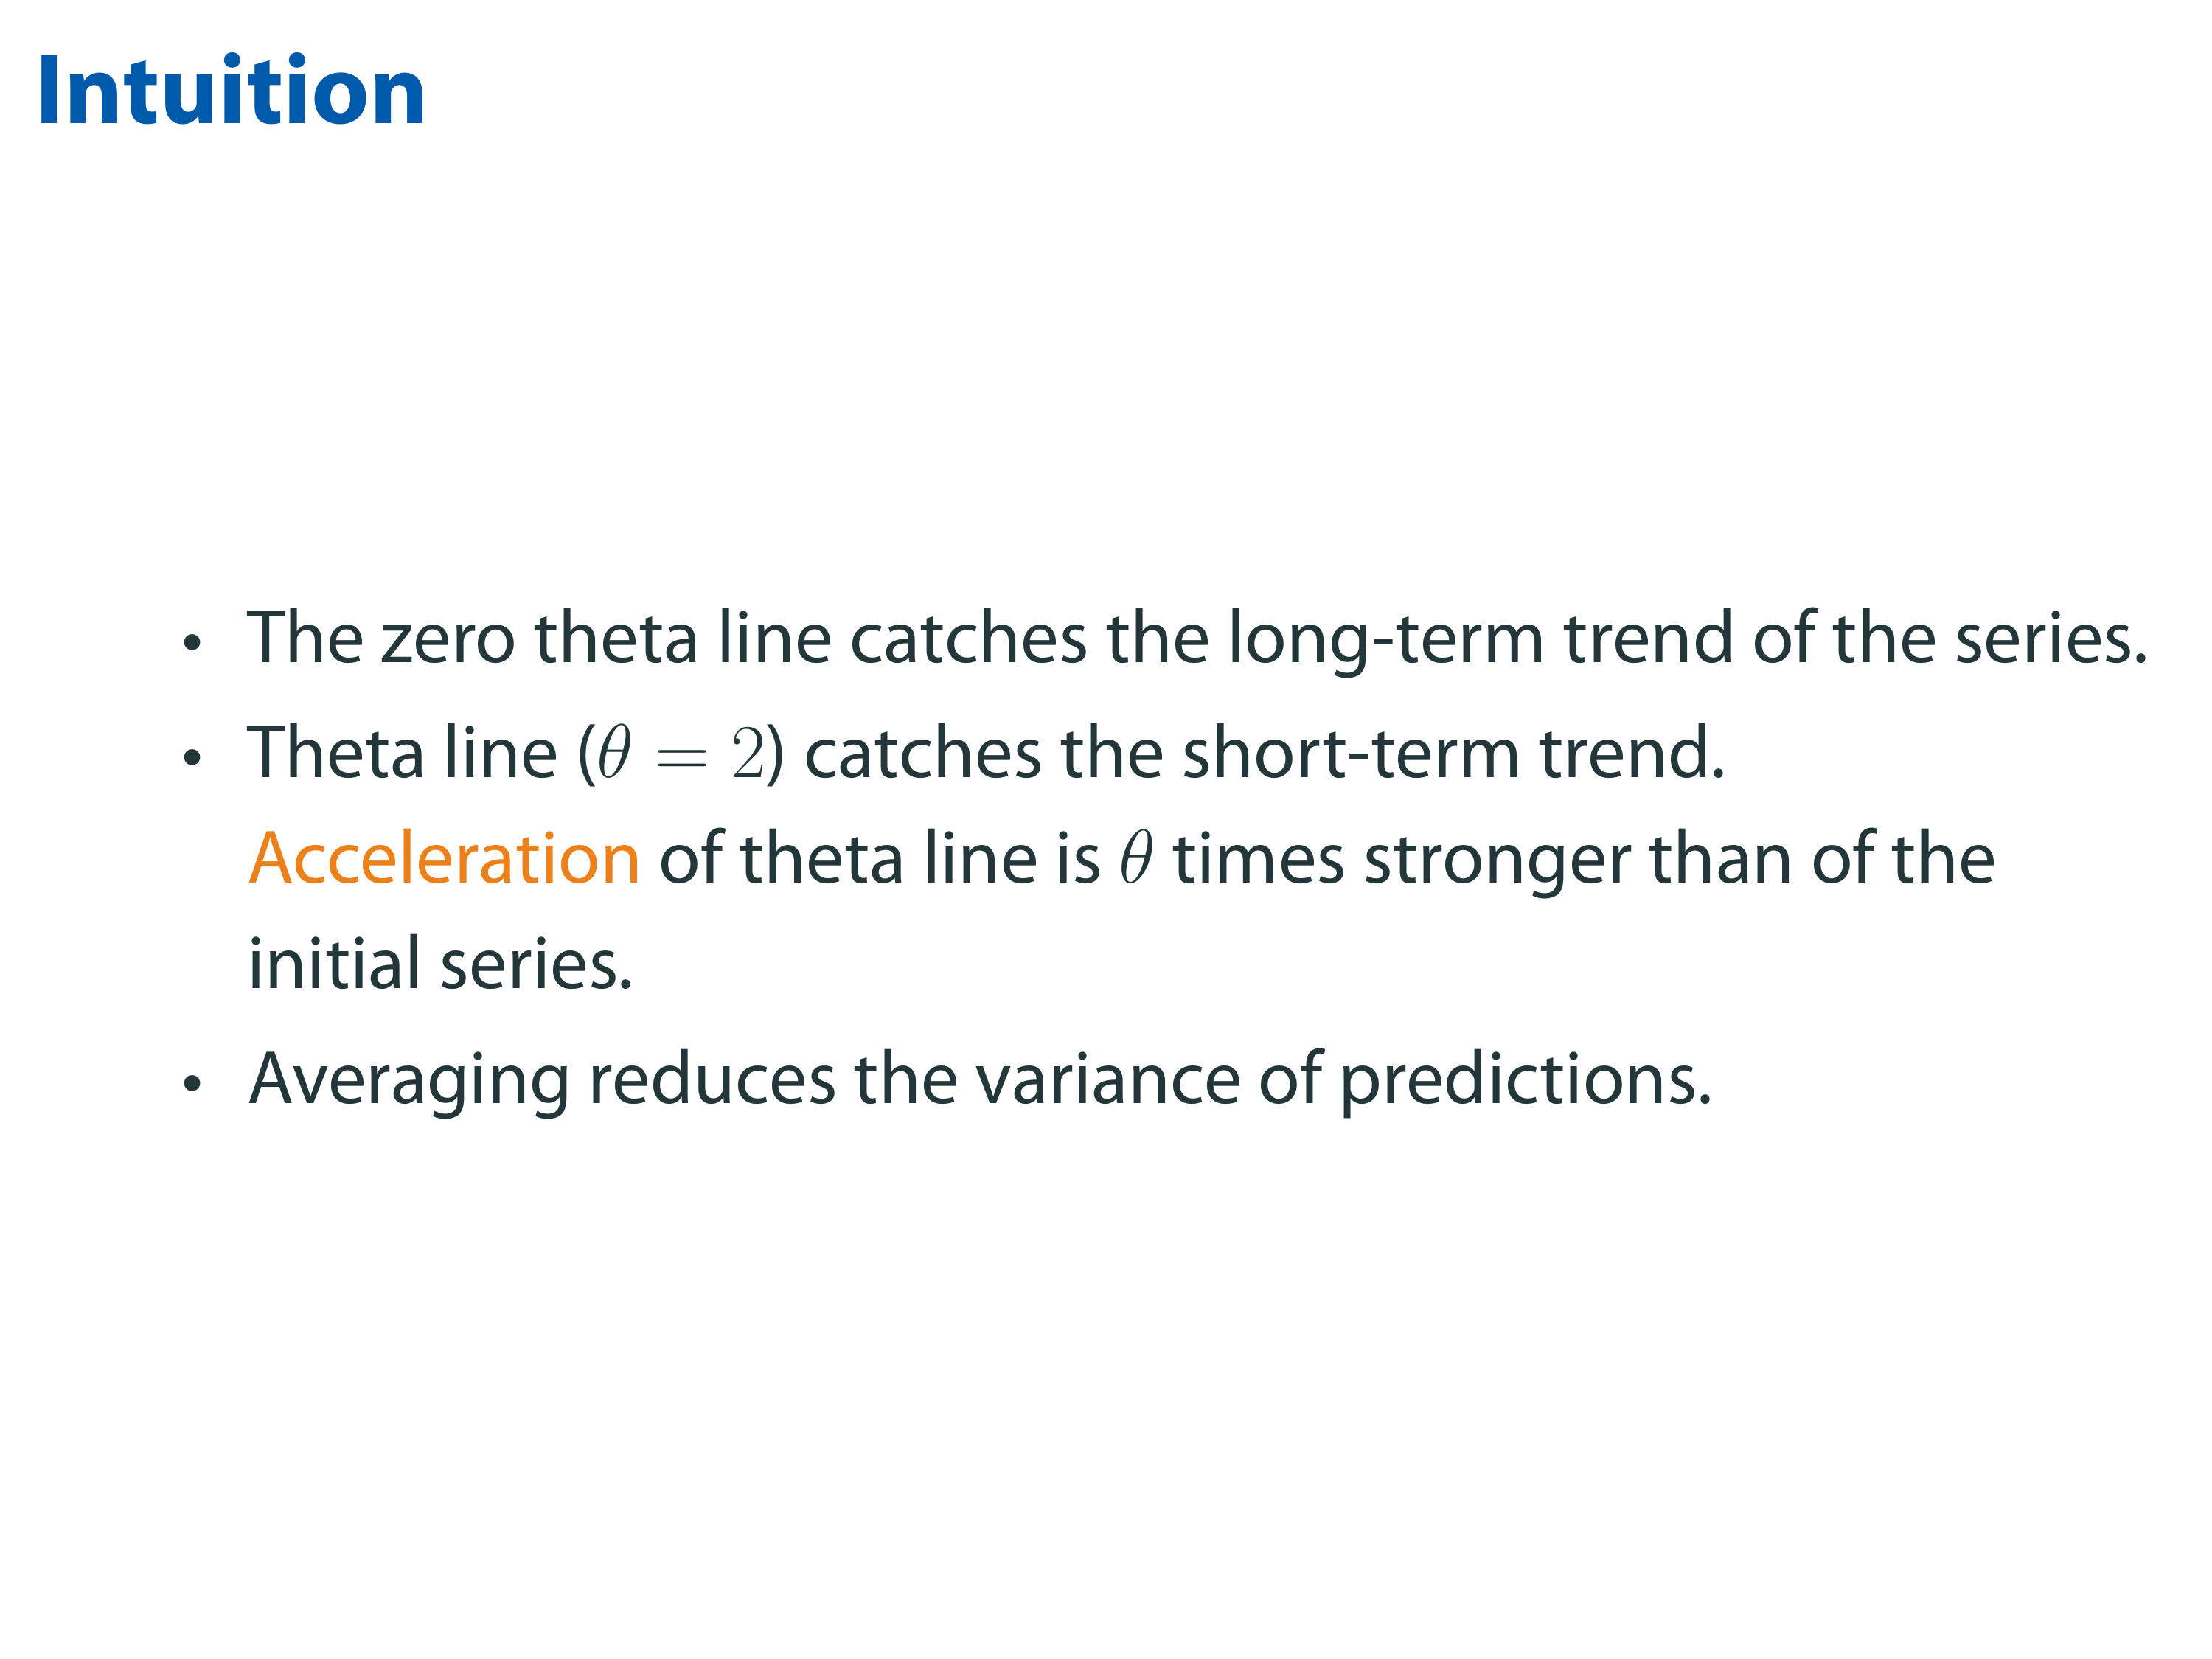 Intuition
• The zero theta line catches the long-term trend of the series.
• Theta line (θ = 2) catches the short-term trend.
Acceleration of theta line is θ times stronger than of the
initial series.
• Averaging reduces the variance of predictions.